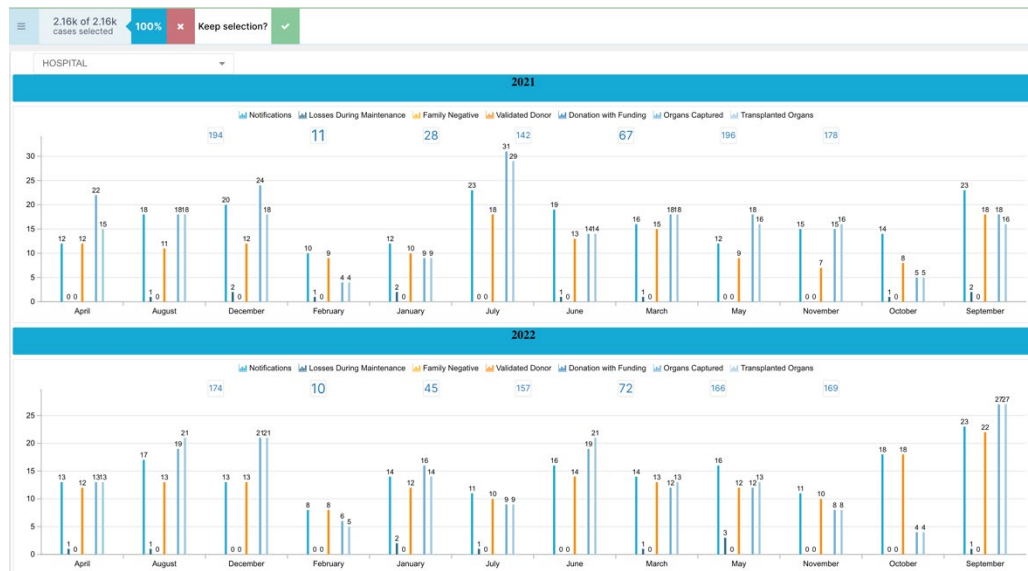 2.16k of 2.16k
cases selected
100%
Keep selection?
HOSPITAL
2021
Notifications Losses During Maintenance Family Negative Validated Donor Donation with Funding Organs Captured Transplanted Organs
194 11 28 142 67 196 178
30
25
20
15
10
5
0
12 0 0 12 22 15
18 1 0 11 18 18
20 2 0 12 24 18
10 1 0 9 4 4
12 2 0 10 9 9
23 0 0 18 31 29
19 1 0 13 14 14
16 1 0 15 18 18
12 0 0 9 18 16
15 0 0 7 15 16
14 1 0 8 5 5
23 2 0 18 18 16
April August December February January July June March May November October September
2022
Notifications Losses During Maintenance Family Negative Validated Donor Donation with Funding Organs Captured Transplanted Organs
174 10 45 157 72 166 169
25
20
15
10
5
0
13 1 0 12 13 13
17 1 0 13 19 21
13 0 0 13 21 21
8 0 0 8 6 5
14 2 0 12 16 14
11 1 0 10 9 9
16 0 0 14 19 21
14 1 0 13 12 13
16 3 0 12 12 13
11 0 0 10 8 8
18 0 0 18 4 4
23 1 0 22 27 27
April August December February January July June March May November October September